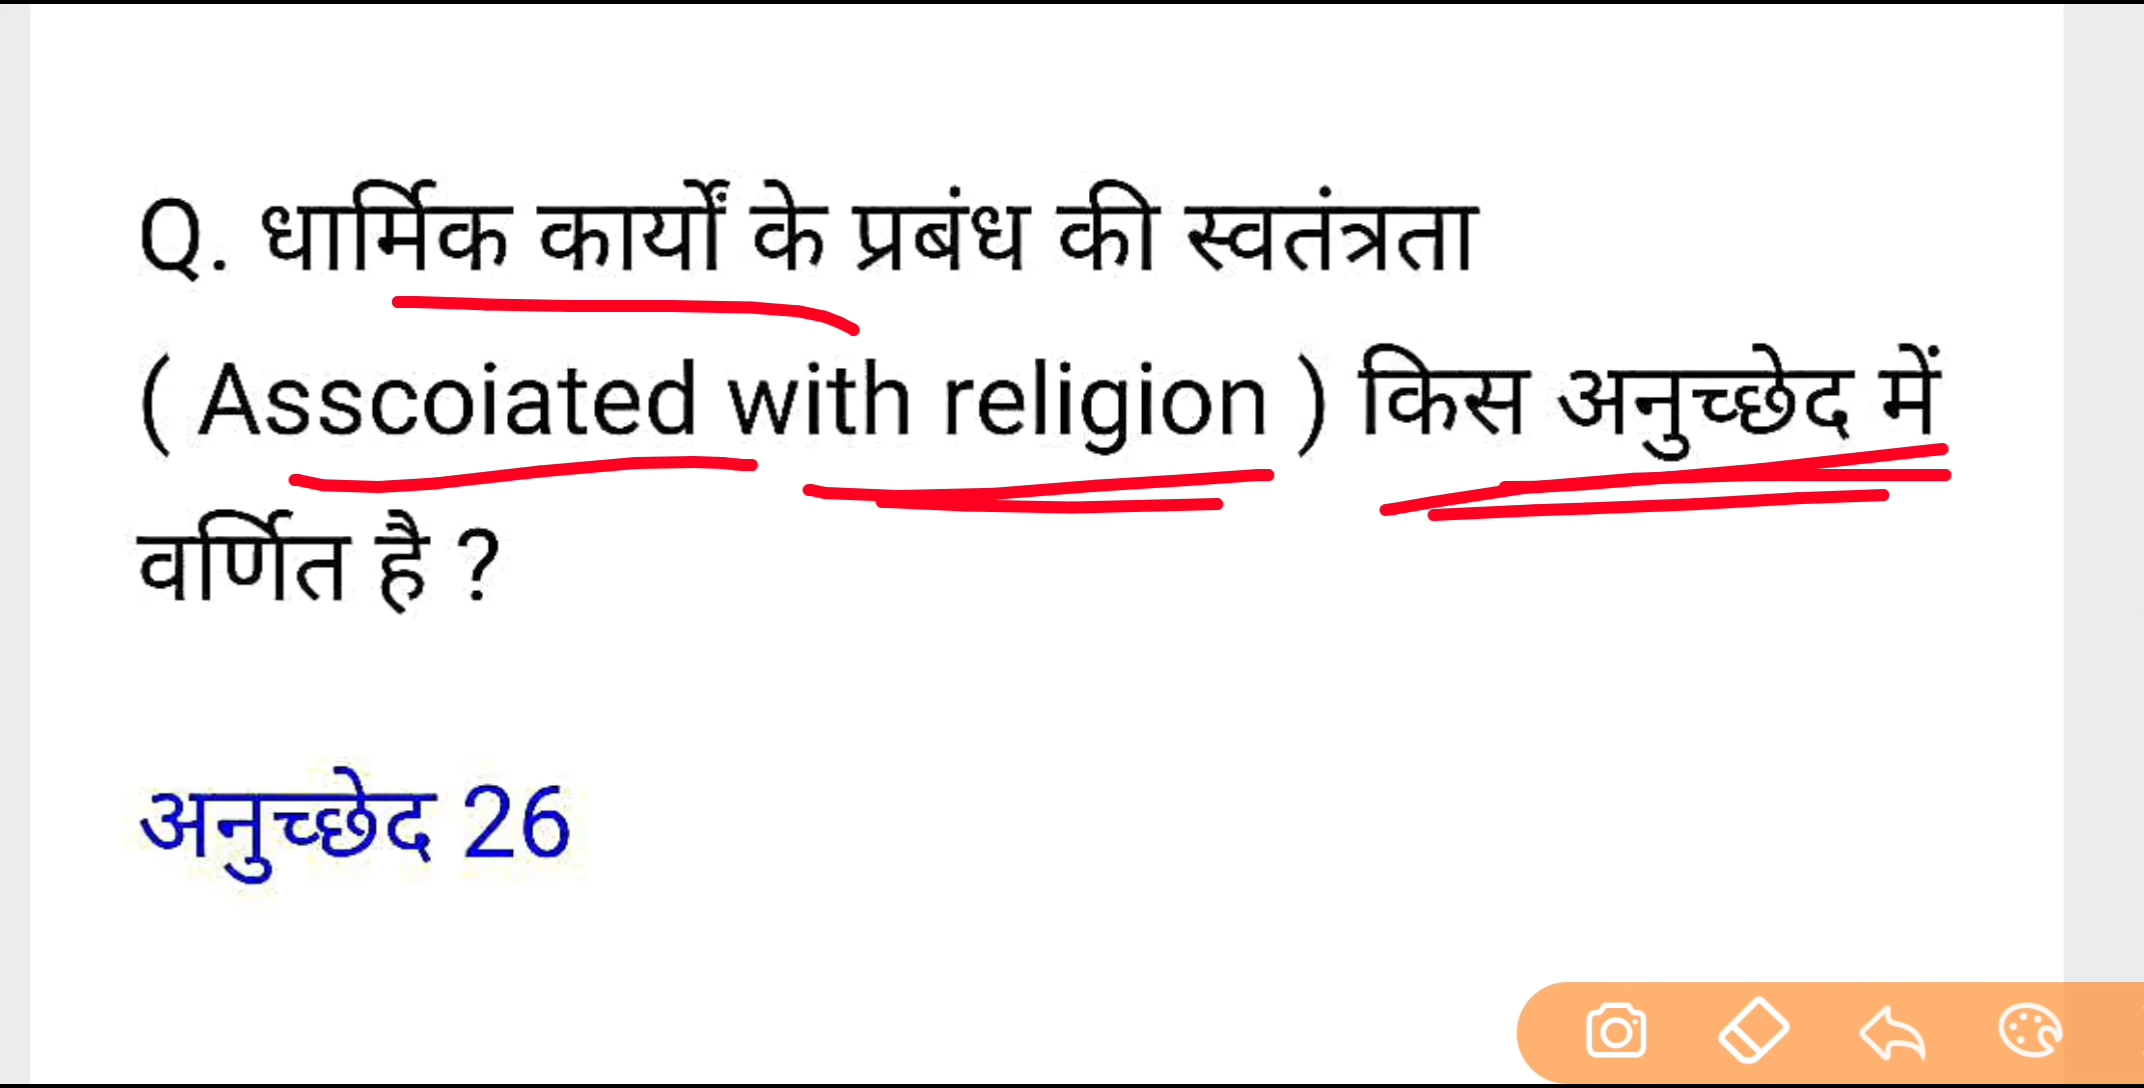 Q. धार्मिक कार्यों के प्रबंध की स्वतंत्रता
( Asscoiated with religion ) किस अनुच्छेद में
वर्णित है ?
अनुच्छेद 26